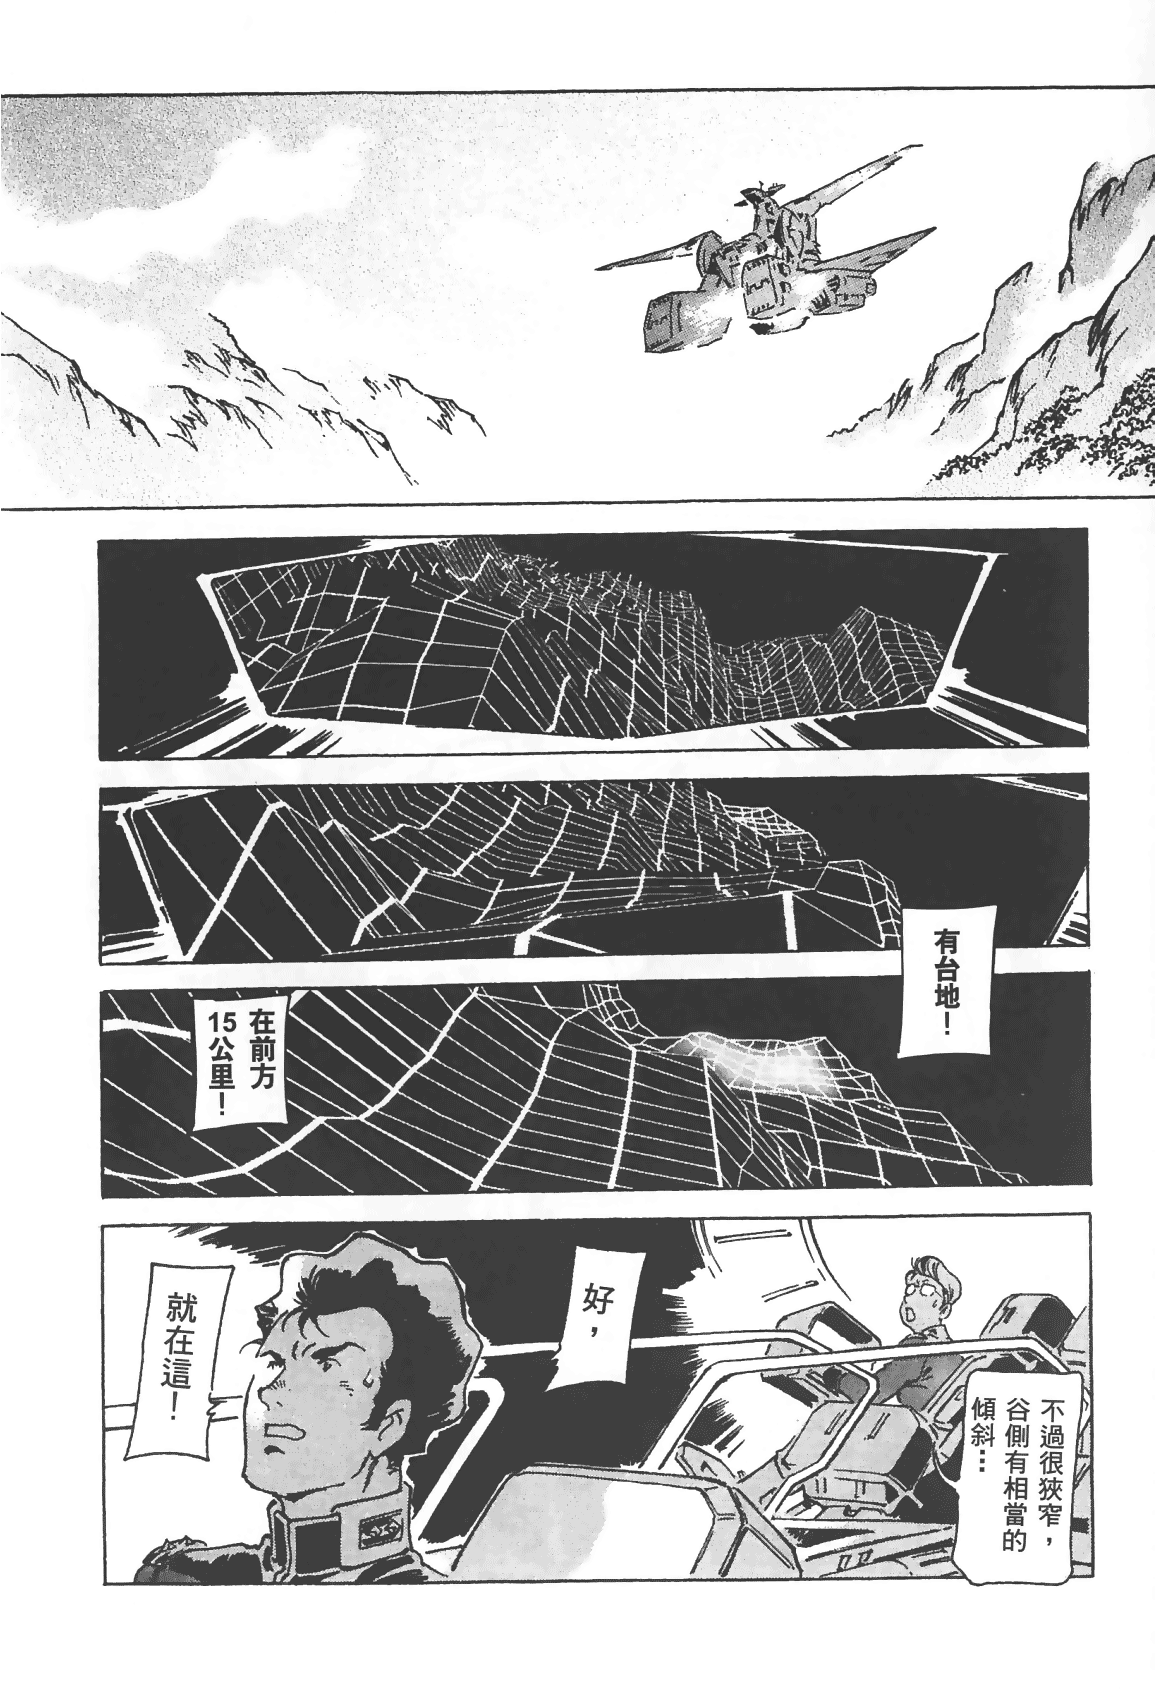 有台地！
在前方
15公里！
不過很狹窄，
谷側有相當的
傾斜…
好，
就在這！